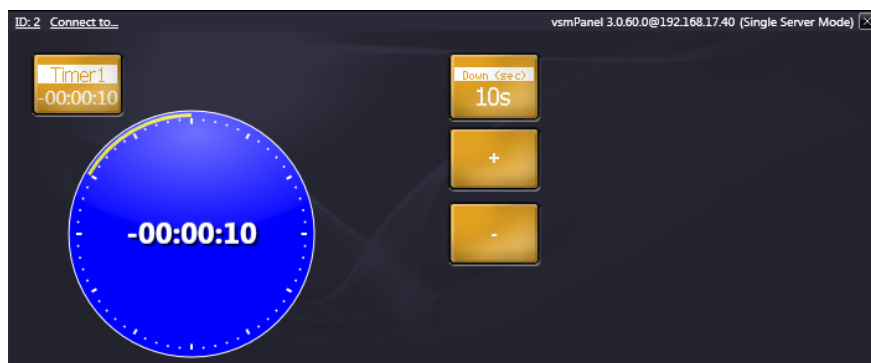 ID: 2 Connect to... vsmPanel 3.0.60.0@192.168.17.40 (Single Server Mode)
Timer1
-00:00:10
Down (sec)
10s
+
-00:00:10
-